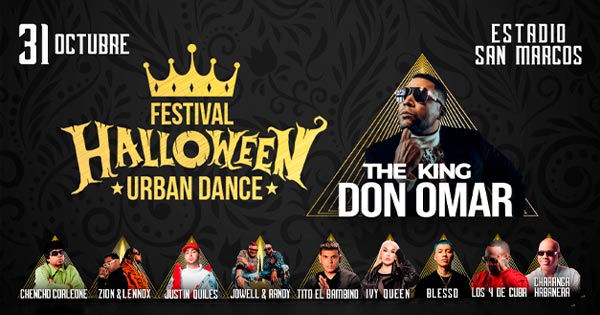 31 OCTUBRE
FESTIVAL
HALLOWEEN
URBAN DANCE
ESTADIO
SAN MARCOS
THE KING
DON OMAR
CHENCHO CORLEONE
ZION & LENNOX
JUSTIN QUILES
JOWELL & RANDY
TITO EL BAMBINO
IVY QUEEN
BLESSD
LOS 4 DE CUBA
CHARANGA
HABANERA